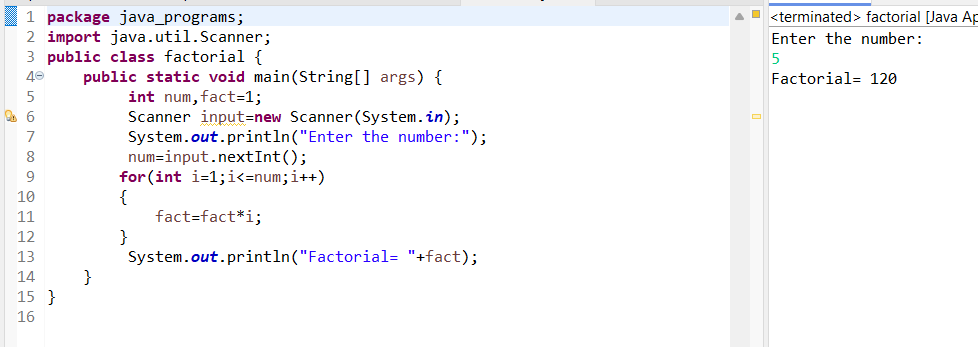 1 package java_programs;
2 import java.util.Scanner;
3 public class factorial {
4 public static void main(String[] args) {
5 int num,fact=1;
6 Scanner input=new Scanner(System.in);
7 System.out.println("Enter the number:");
8 num=input.nextInt();
9 for(int i=1;i<=num;i++)
10 {
11 fact=fact*i;
12 }
13 System.out.println("Factorial= "+fact);
14 }
15 }
16
<terminated> factorial [Java Ap
Enter the number:
5
Factorial= 120